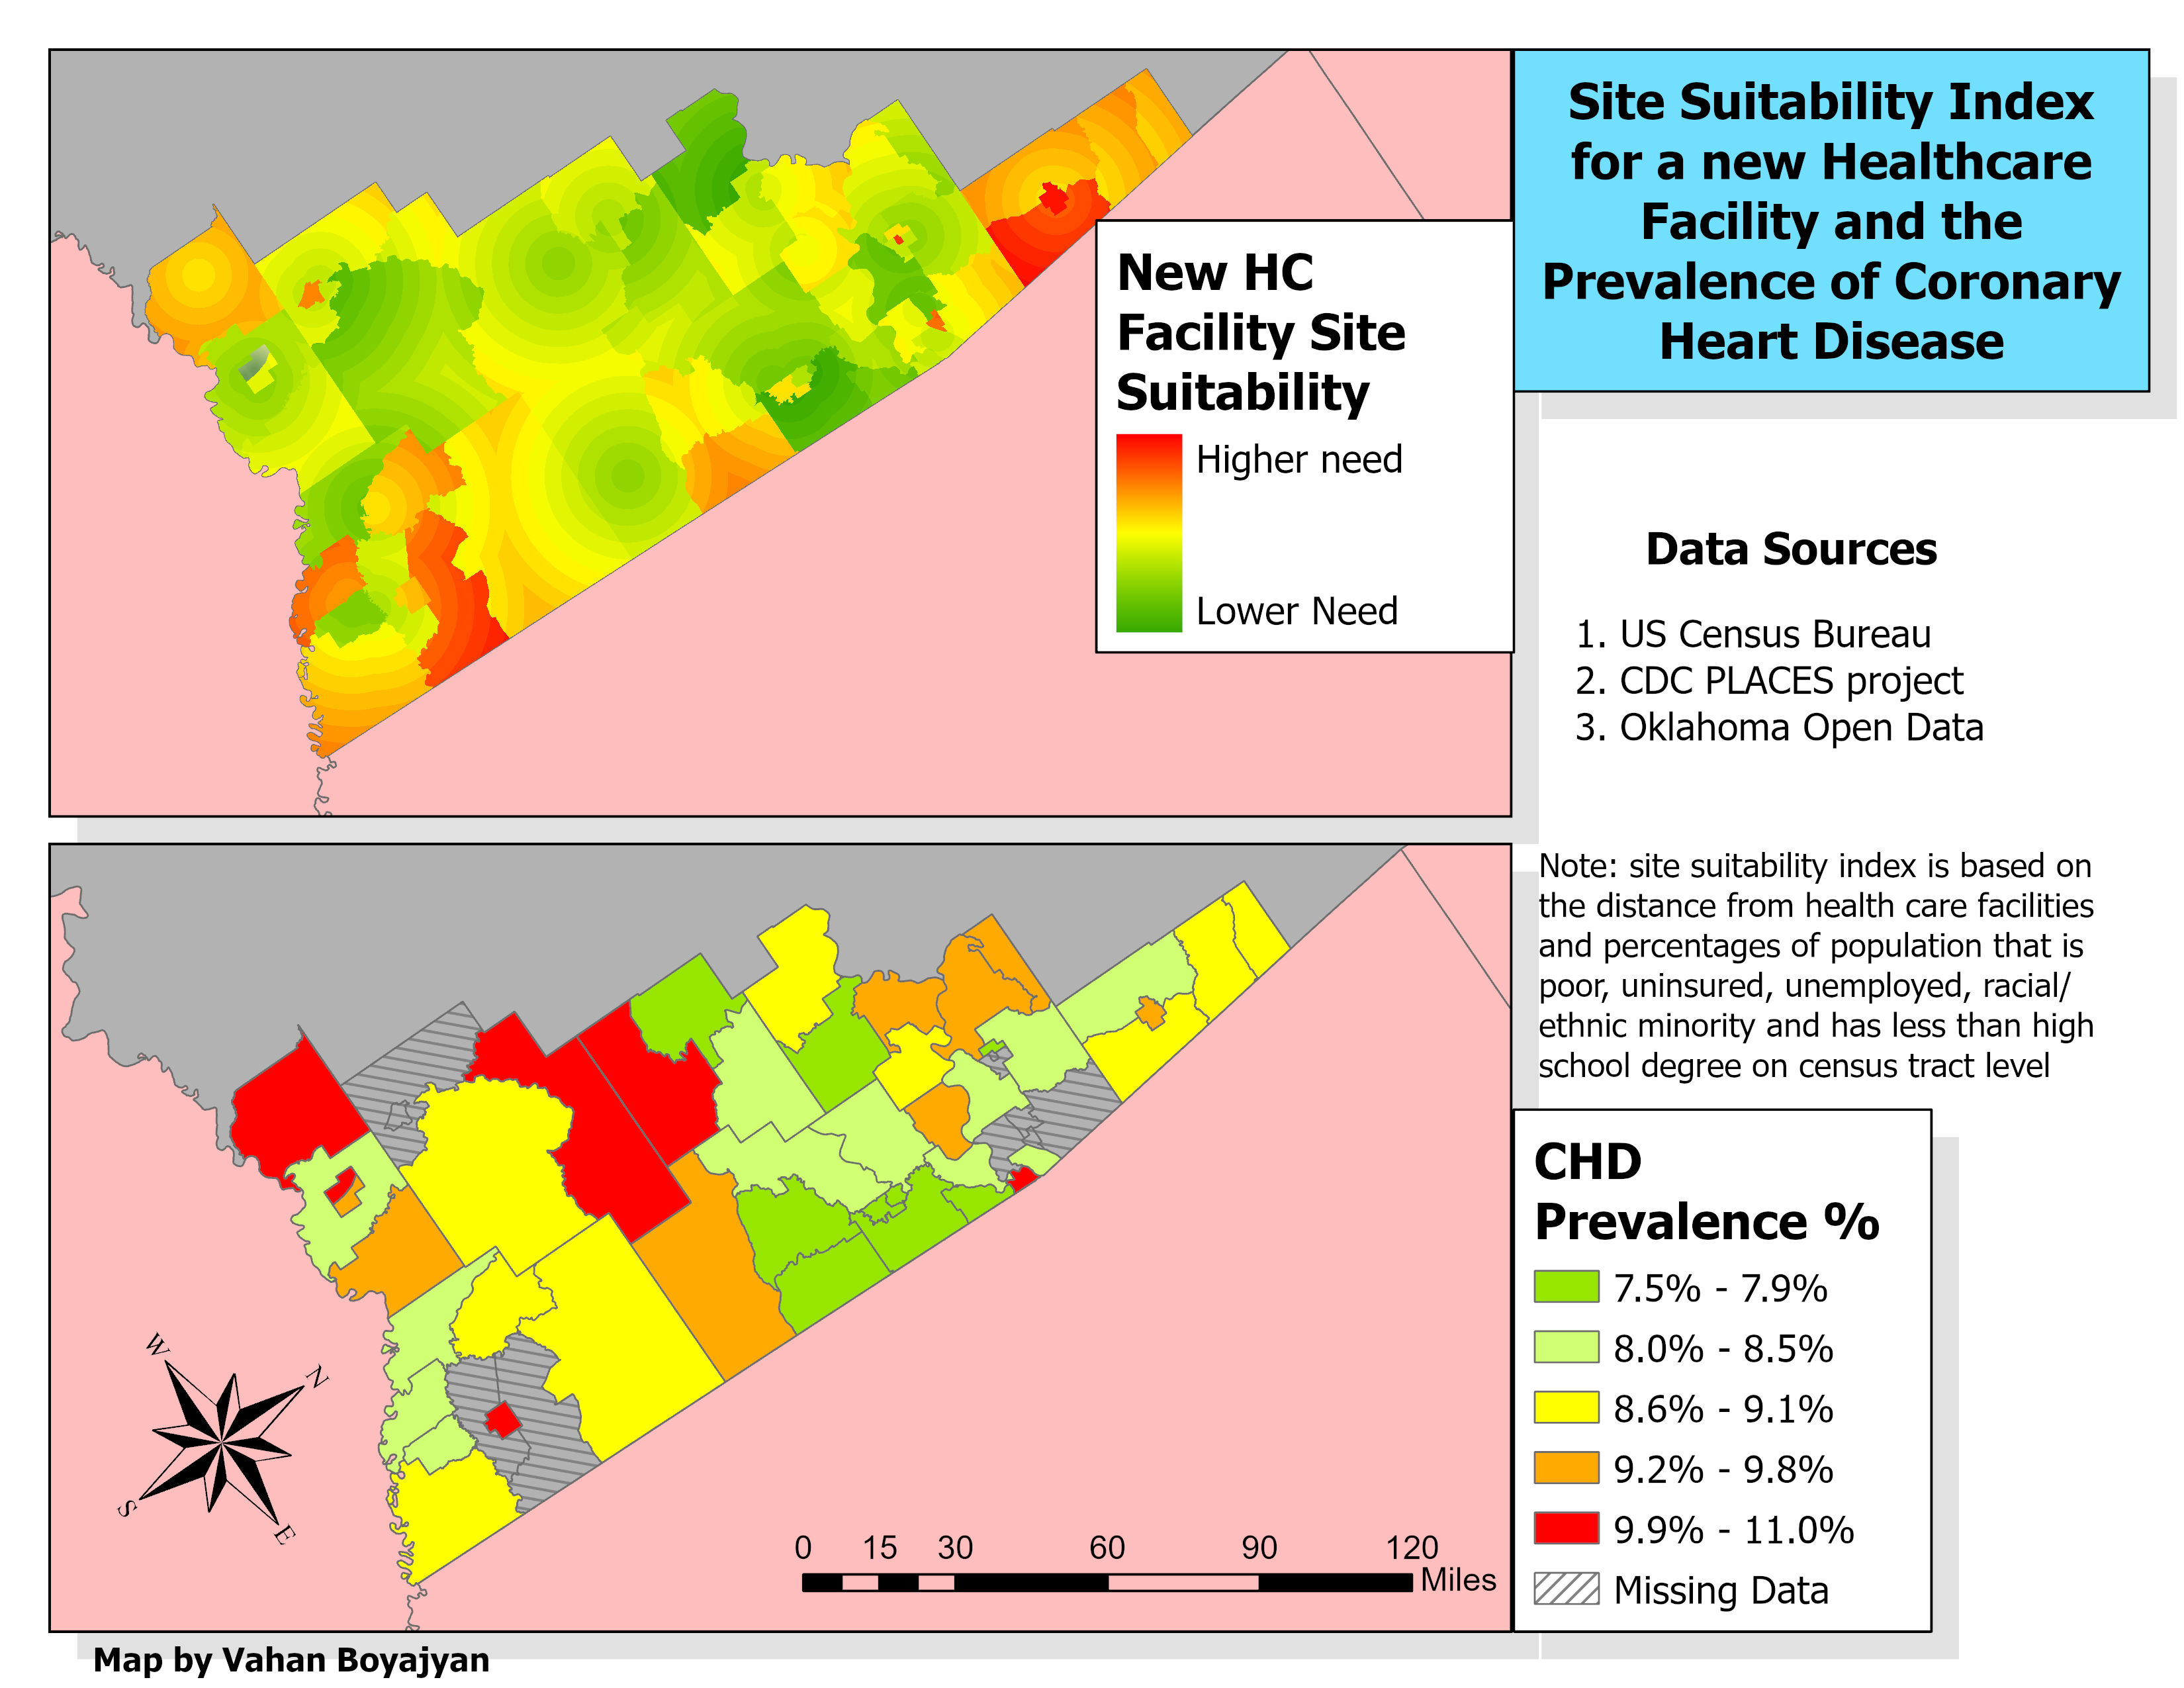 Site Suitability Index
for a new Healthcare
Facility and the
Prevalence of Coronary
Heart Disease
New HC
Facility Site
Suitability
Higher need
Lower Need
Data Sources
1. US Census Bureau
2. CDC PLACES project
3. Oklahoma Open Data
Note: site suitability index is based on
the distance from health care facilities
and percentages of population that is
poor, uninsured, unemployed, racial/
ethnic minority and has less than high
school degree on census tract level
CHD
Prevalence %
7.5% - 7.9%
8.0% - 8.5%
8.6% - 9.1%
9.2% - 9.8%
9.9% - 11.0%
Missing Data
W
N
S
E
0 15 30 60 90 120
Miles
Map by Vahan Boyajyan